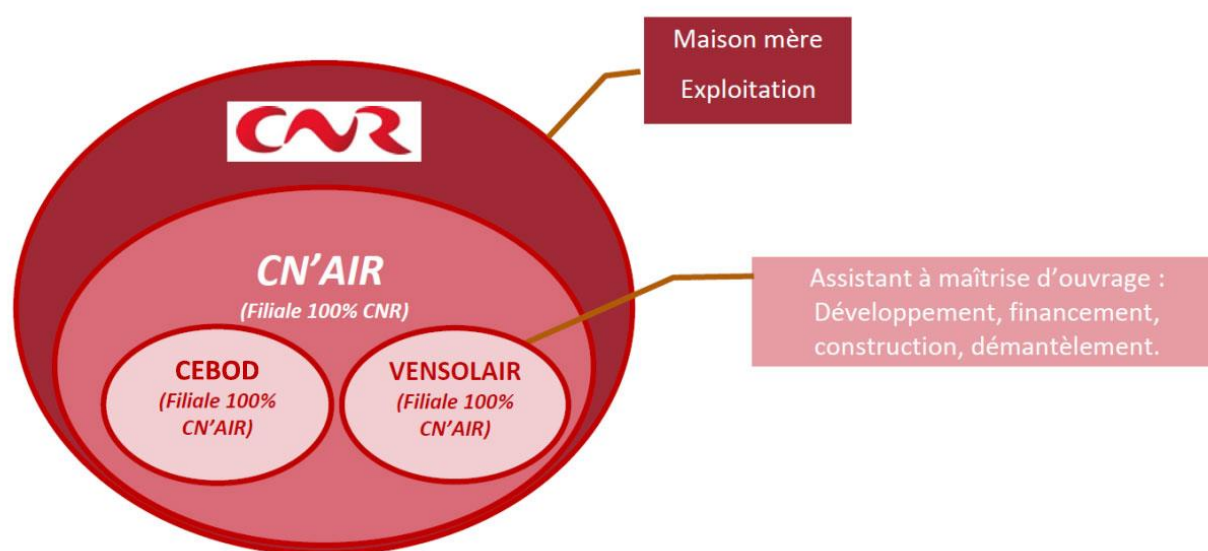 Maison mère
Exploitation
CNR
CN’AIR
(Filiale 100% CNR)
CEBOD
(Filiale 100%
CN’AIR)
VENSOLAIR
(Filiale 100%
CN’AIR)
Assistant à maîtrise d’ouvrage :
Développement, financement,
construction, démantèlement.